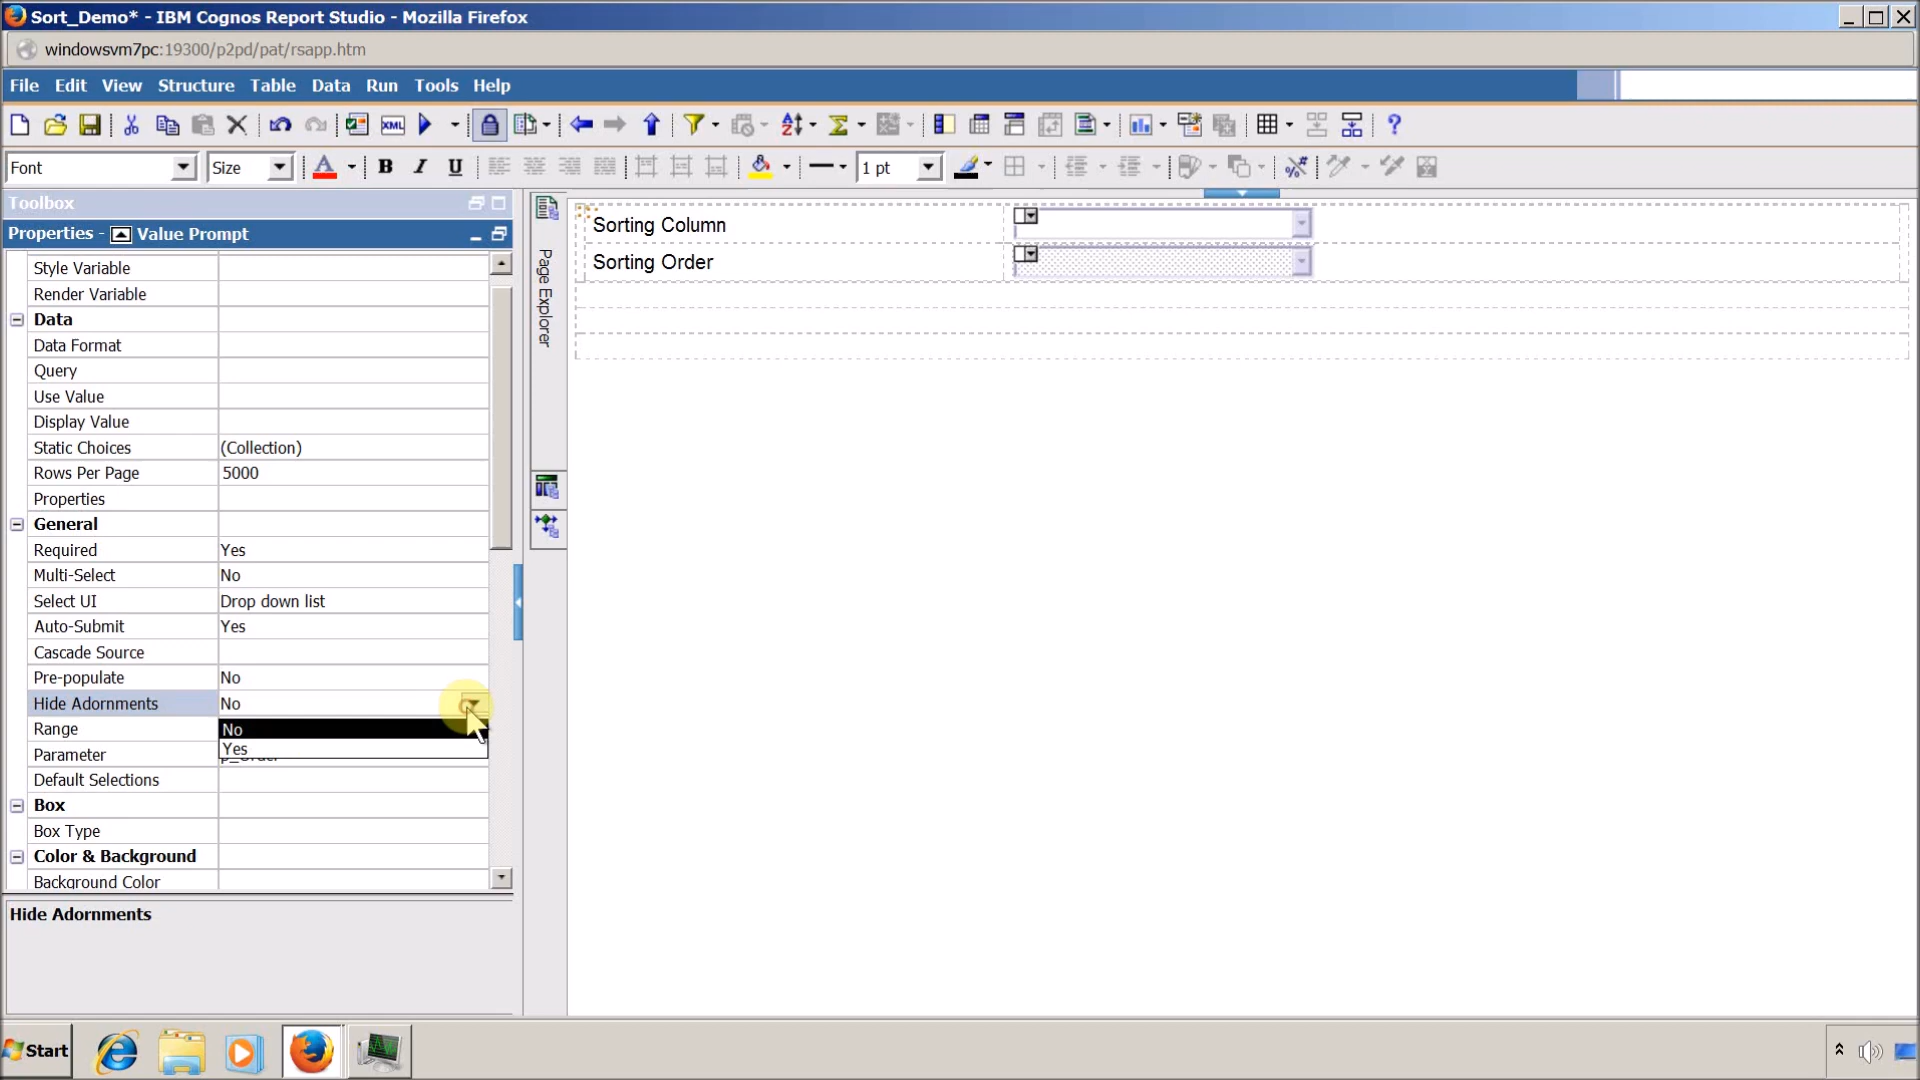 Sort_Demo* - IBM Cognos Report Studio - Mozilla Firefox
windowsvm7pc:19300/p2pd/pat/rsapp.htm
File Edit View Structure Table Data Run Tools Help
XML
Font Size A B I U 1 pt
Toolbox
Properties - Value Prompt
Style Variable
Render Variable
Data
Data Format
Query
Use Value
Display Value
Static Choices (Collection)
Rows Per Page 5000
Properties
General
Required Yes
Multi-Select No
Select UI Drop down list
Auto-Submit Yes
Cascade Source
Pre-populate No
Hide Adornments No
Range No
Yes
Parameter
Default Selections
Box
Box Type
Color & Background
Background Color
Hide Adornments
Page Explorer
Sorting Column
Sorting Order
Start